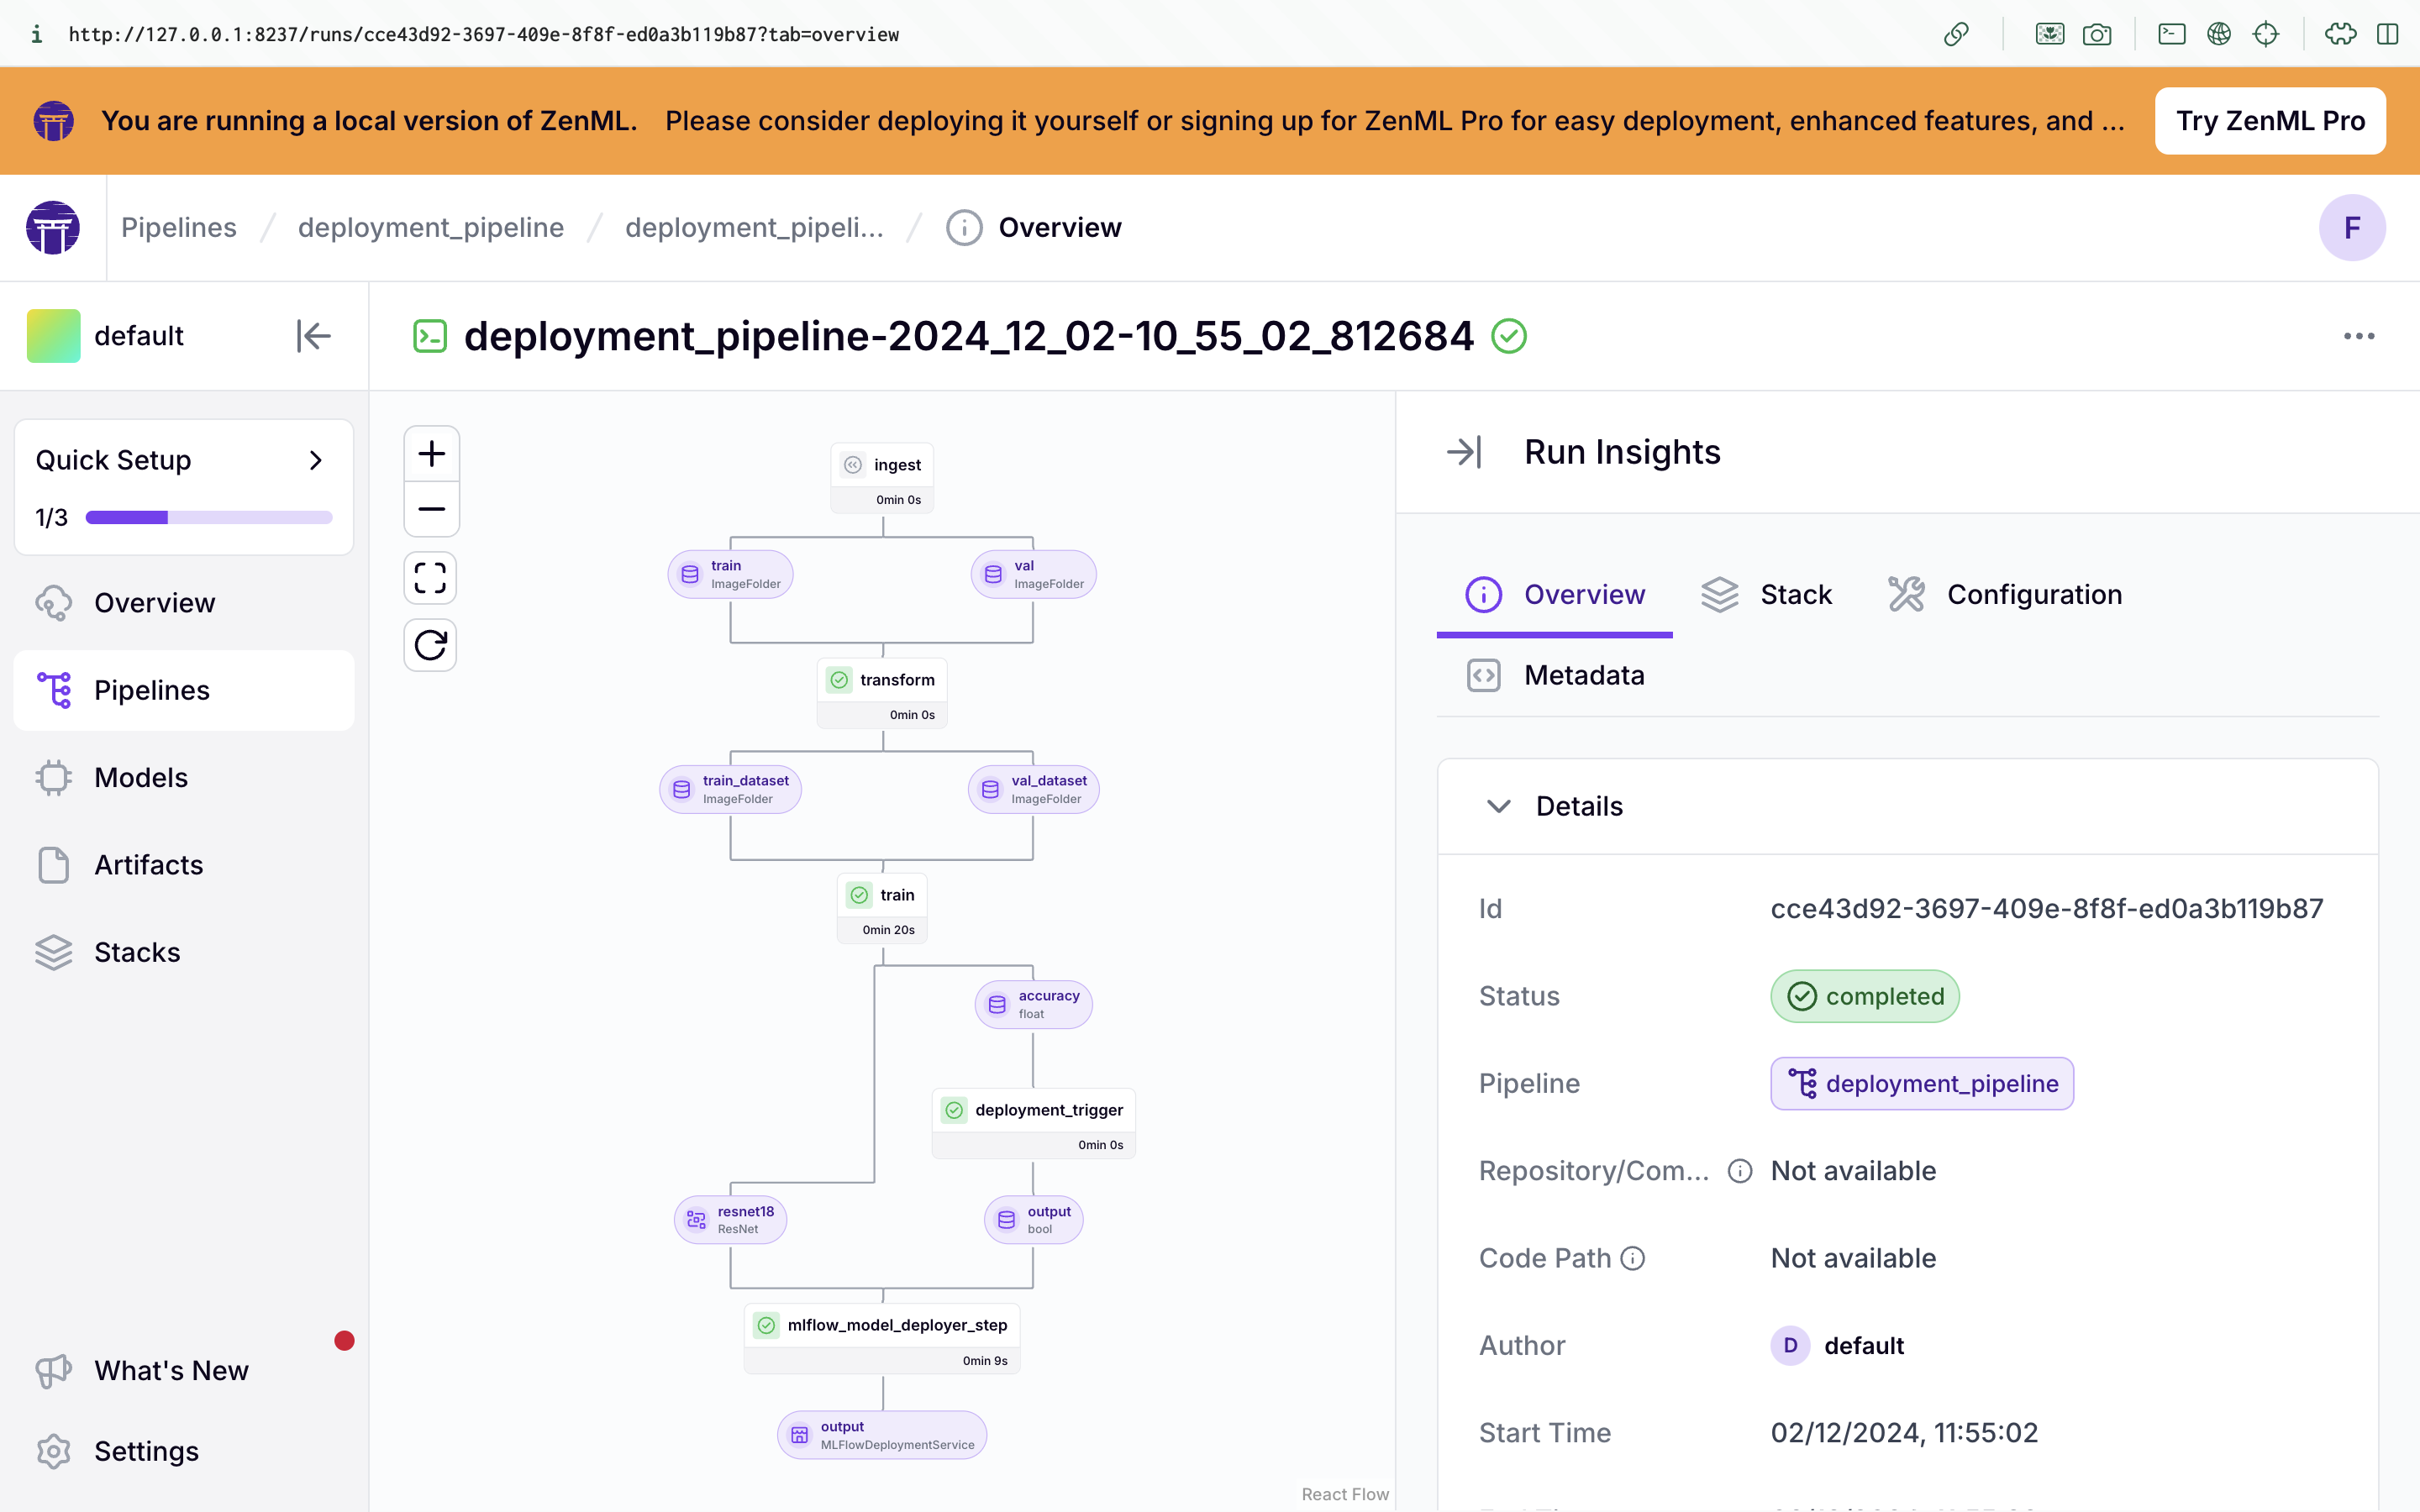 http://127.0.0.1:8237/runs/cce43d92-3697-409e-8f8f-ed0a3b119b87?tab=overview
You are running a local version of ZenML. Please consider deploying it yourself or signing up for ZenML Pro for easy deployment, enhanced features, and ...
Try ZenML Pro
Pipelines / deployment_pipeline / deployment_pipeli... / Overview
F
default
deployment_pipeline-2024_12_02-10_55_02_812684
Quick Setup
1/3
Overview
Pipelines
Models
Artifacts
Stacks
What's New
Settings
ingest
0min 0s
train
ImageFolder
val
ImageFolder
transform
0min 0s
train_dataset
ImageFolder
val_dataset
ImageFolder
train
0min 20s
accuracy
float
deployment_trigger
0min 0s
resnet18
ResNet
output
bool
mlflow_model_deployer_step
0min 9s
output
MLFlowDeploymentService
React Flow
Run Insights
Overview
Stack
Configuration
Metadata
Details
Id cce43d92-3697-409e-8f8f-ed0a3b119b87
Status completed
Pipeline deployment_pipeline
Repository/Com... Not available
Code Path Not available
Author D default
Start Time 02/12/2024, 11:55:02